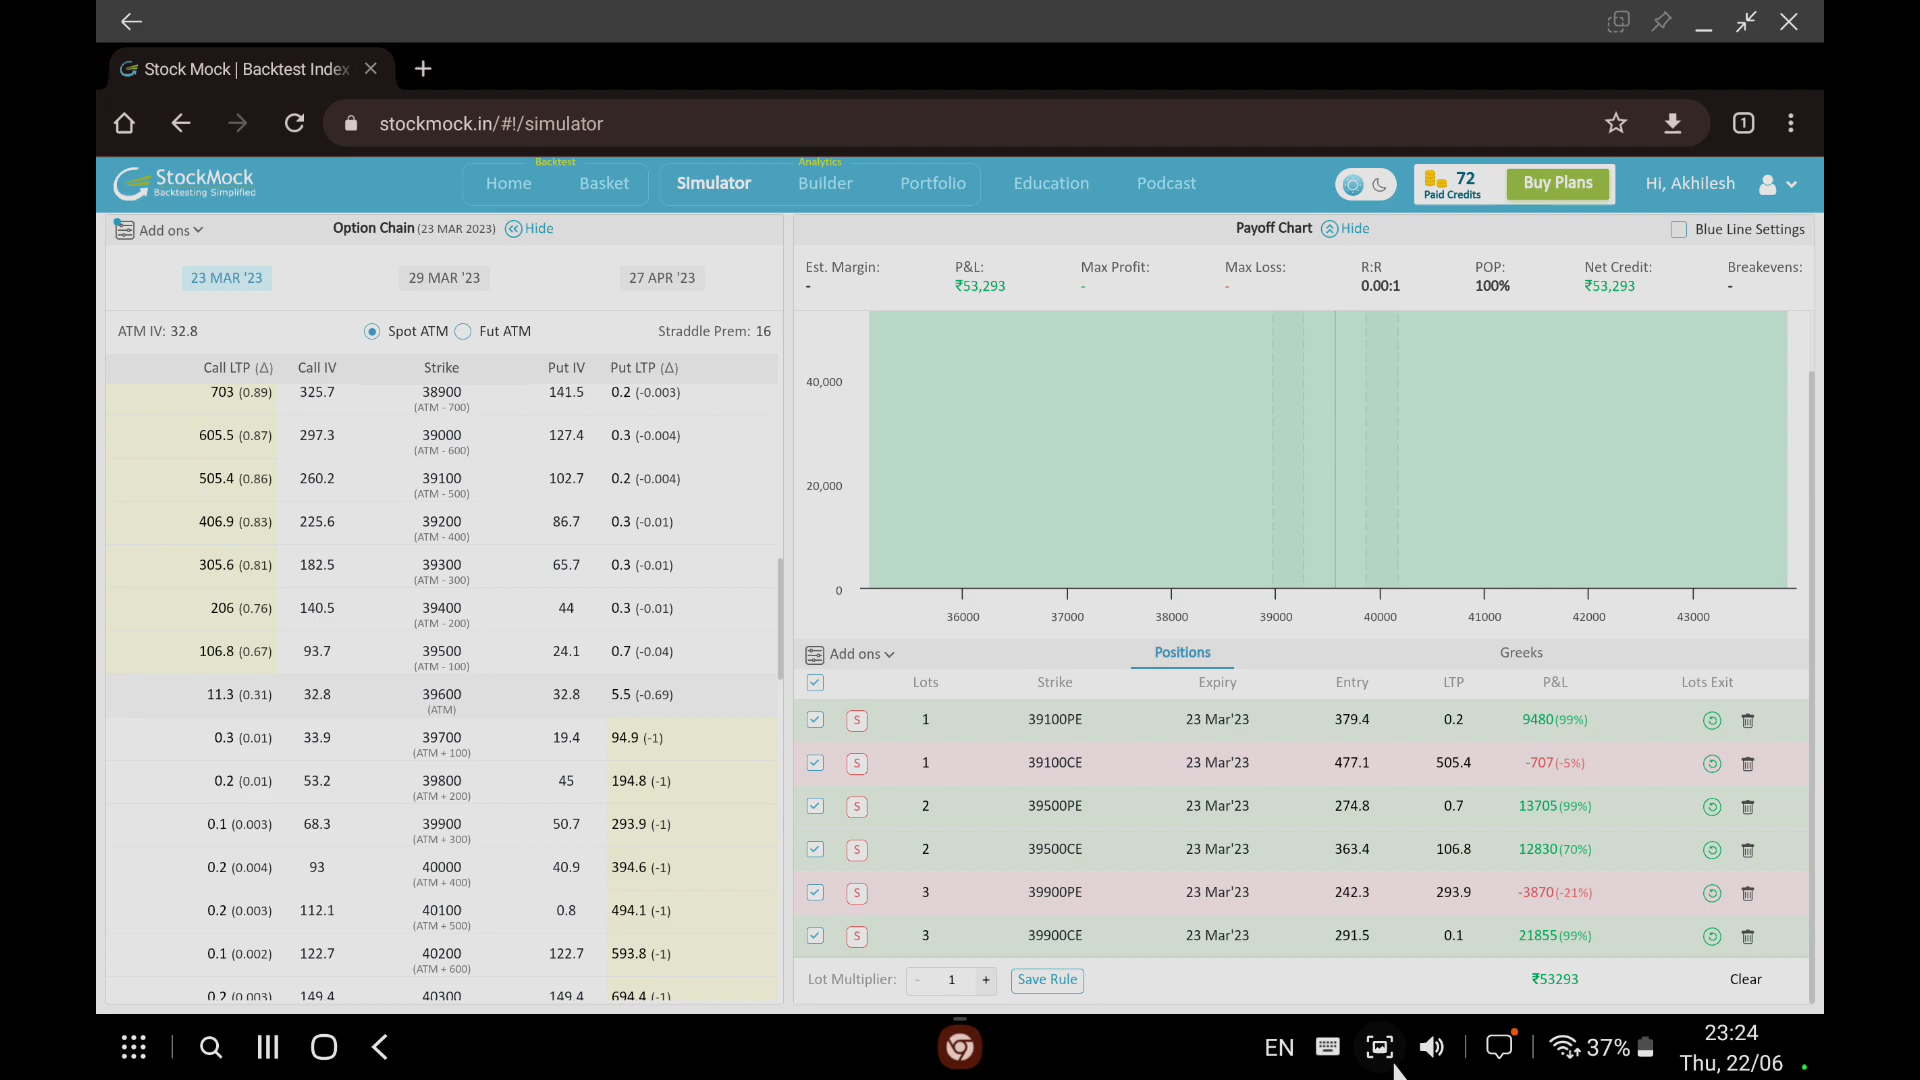 Stock Mock | Backtest Index
stockmock.in/#!/simulator
1
StockMock
Backtesting Simplified
Backtest
Home Basket
Simulator
Analytics
Builder Portfolio
Education Podcast
72
Paid Credits
Buy Plans
Hi, Akhilesh
Add ons
Option Chain (23 MAR 2023) Hide
23 MAR '23 29 MAR '23 27 APR '23
ATM IV: 32.8 Spot ATM Fut ATM Straddle Prem: 16
Call LTP (Δ) Call IV Strike Put IV Put LTP (Δ)
703 (0.89) 325.7 38900 141.5 0.2 (-0.003)
(ATM - 700)
605.5 (0.87) 297.3 39000 127.4 0.3 (-0.004)
(ATM - 600)
505.4 (0.86) 260.2 39100 102.7 0.2 (-0.004)
(ATM - 500)
406.9 (0.83) 225.6 39200 86.7 0.3 (-0.01)
(ATM - 400)
305.6 (0.81) 182.5 39300 65.7 0.3 (-0.01)
(ATM - 300)
206 (0.76) 140.5 39400 44 0.3 (-0.01)
(ATM - 200)
106.8 (0.67) 93.7 39500 24.1 0.7 (-0.04)
(ATM - 100)
11.3 (0.31) 32.8 39600 32.8 5.5 (-0.69)
(ATM)
0.3 (0.01) 33.9 39700 19.4 94.9 (-1)
(ATM + 100)
0.2 (0.01) 53.2 39800 45 194.8 (-1)
(ATM + 200)
0.1 (0.003) 68.3 39900 50.7 293.9 (-1)
(ATM + 300)
0.2 (0.004) 93 40000 40.9 394.6 (-1)
(ATM + 400)
0.2 (0.003) 112.1 40100 0.8 494.1 (-1)
(ATM + 500)
0.1 (0.002) 122.7 40200 122.7 593.8 (-1)
(ATM + 600)
0.2 (0.003) 149.4 40300 149.4 694.4 (-1)
Payoff Chart Hide
Blue Line Settings
Est. Margin: P&L: Max Profit: Max Loss: R:R POP: Net Credit: Breakevens:
- ₹53,293 - - 0.00:1 100% ₹53,293 -
40,000
20,000
0
36000 37000 38000 39000 40000 41000 42000 43000
Add ons Positions Greeks
Lots Strike Expiry Entry LTP P&L Lots Exit
S 1 39100PE 23 Mar'23 379.4 0.2 9480(99%)
S 1 39100CE 23 Mar'23 477.1 505.4 -707(-5%)
S 2 39500PE 23 Mar'23 274.8 0.7 13705(99%)
S 2 39500CE 23 Mar'23 363.4 106.8 12830(70%)
S 3 39900PE 23 Mar'23 242.3 293.9 -3870(-21%)
S 3 39900CE 23 Mar'23 291.5 0.1 21855(99%)
Lot Multiplier: - 1 + Save Rule ₹53293 Clear
EN 37% 23:24
Thu, 22/06